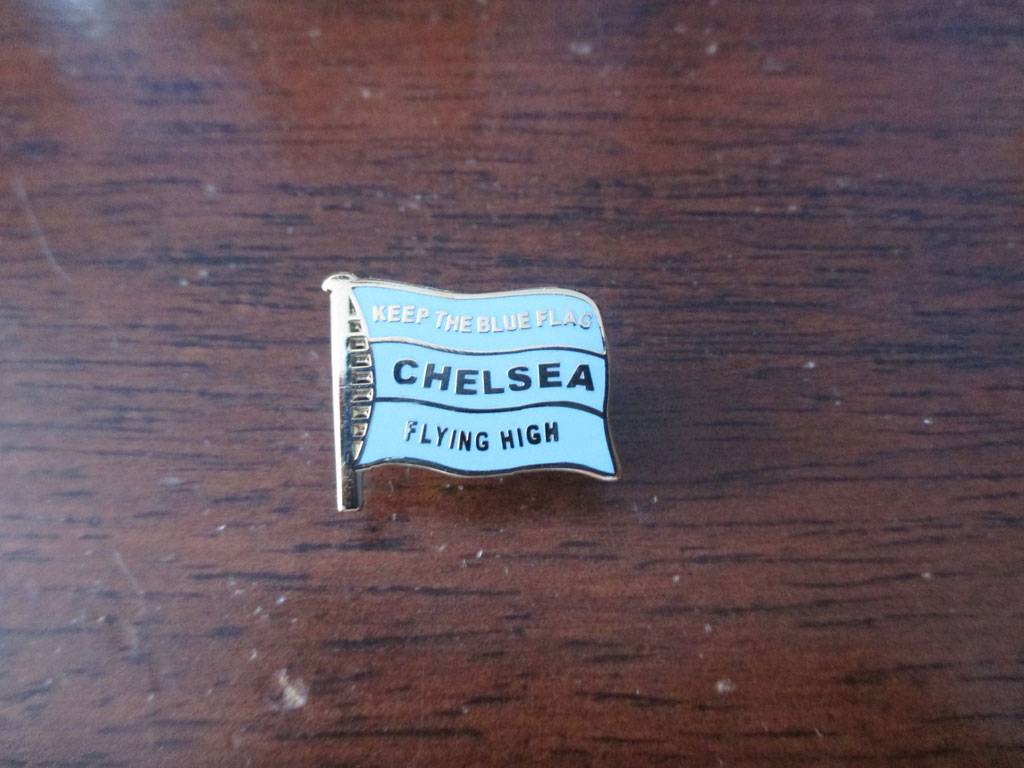 KEEP THE BLUE FLAG
CHELSEA
FLYING HIGH